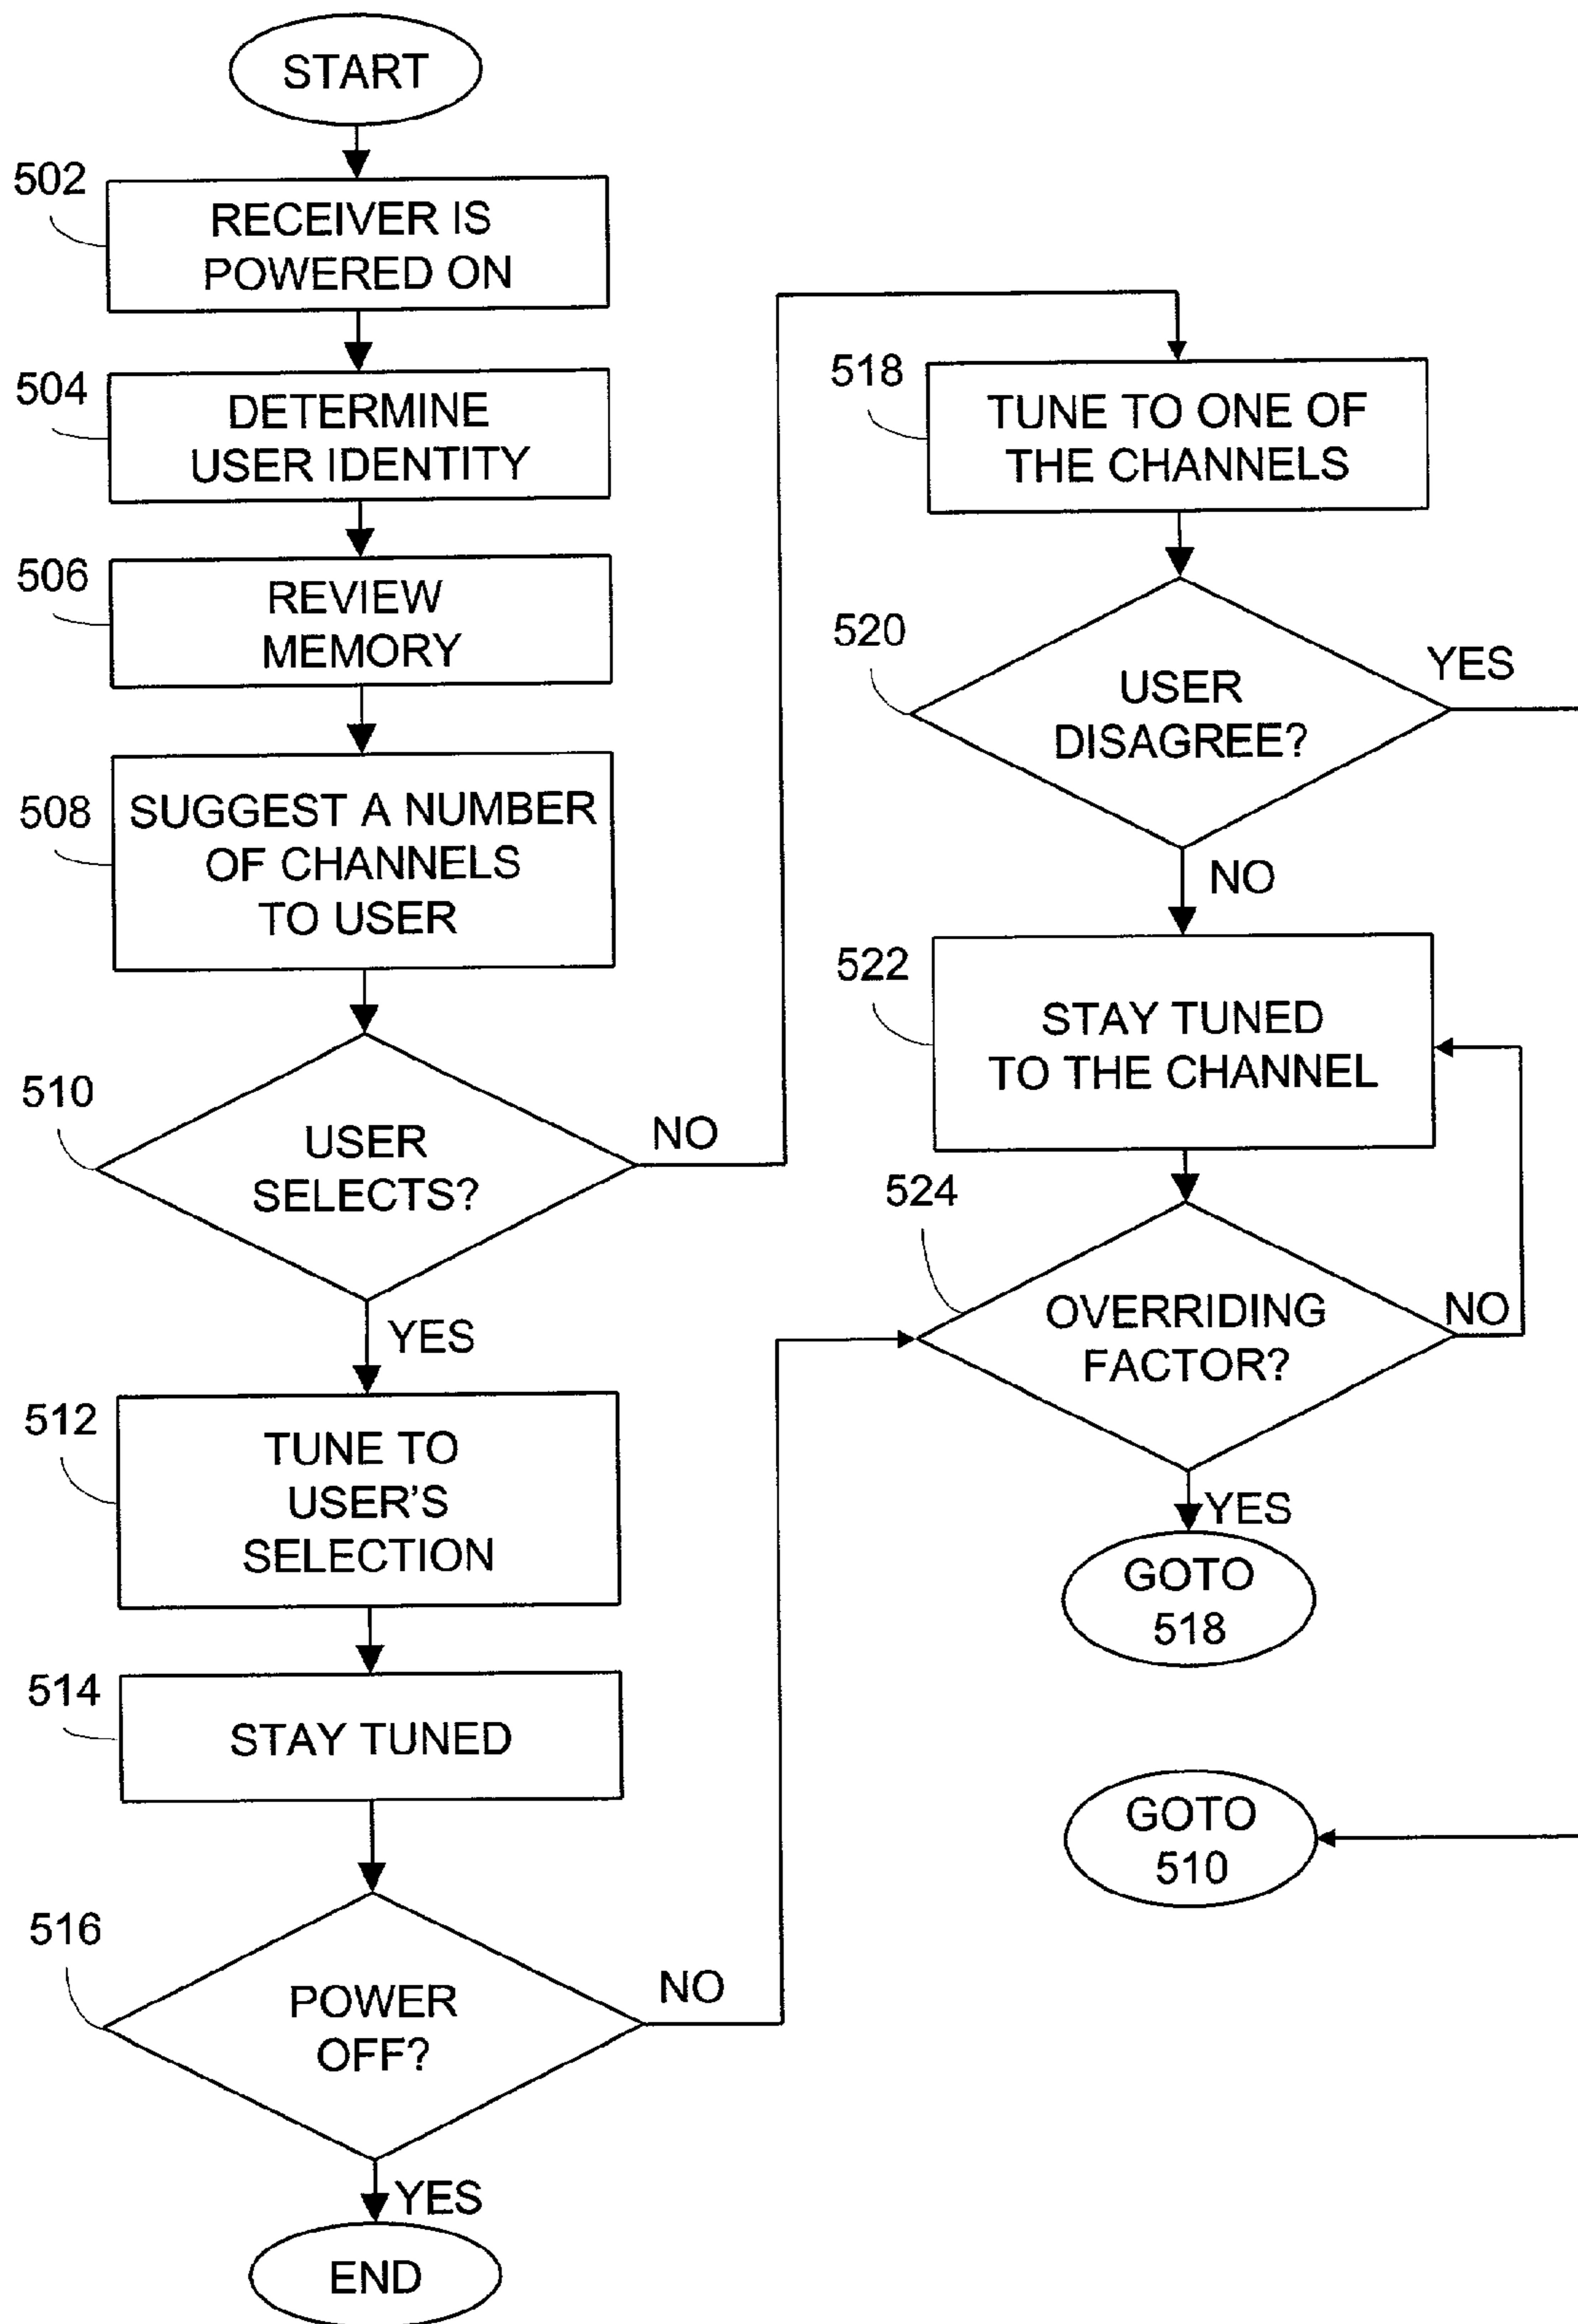 START
502
RECEIVER IS
POWERED ON
504
DETERMINE
USER IDENTITY
506
REVIEW
MEMORY
508
SUGGEST A NUMBER
OF CHANNELS
TO USER
510
USER
SELECTS?
NO
YES
512
TUNE TO
USER'S
SELECTION
514
STAY TUNED
516
POWER
OFF?
NO
YES
END
518
TUNE TO ONE OF
THE CHANNELS
520
USER
DISAGREE?
YES
NO
522
STAY TUNED
TO THE CHANNEL
524
OVERRIDING
FACTOR?
NO
YES
GOTO
518
GOTO
510